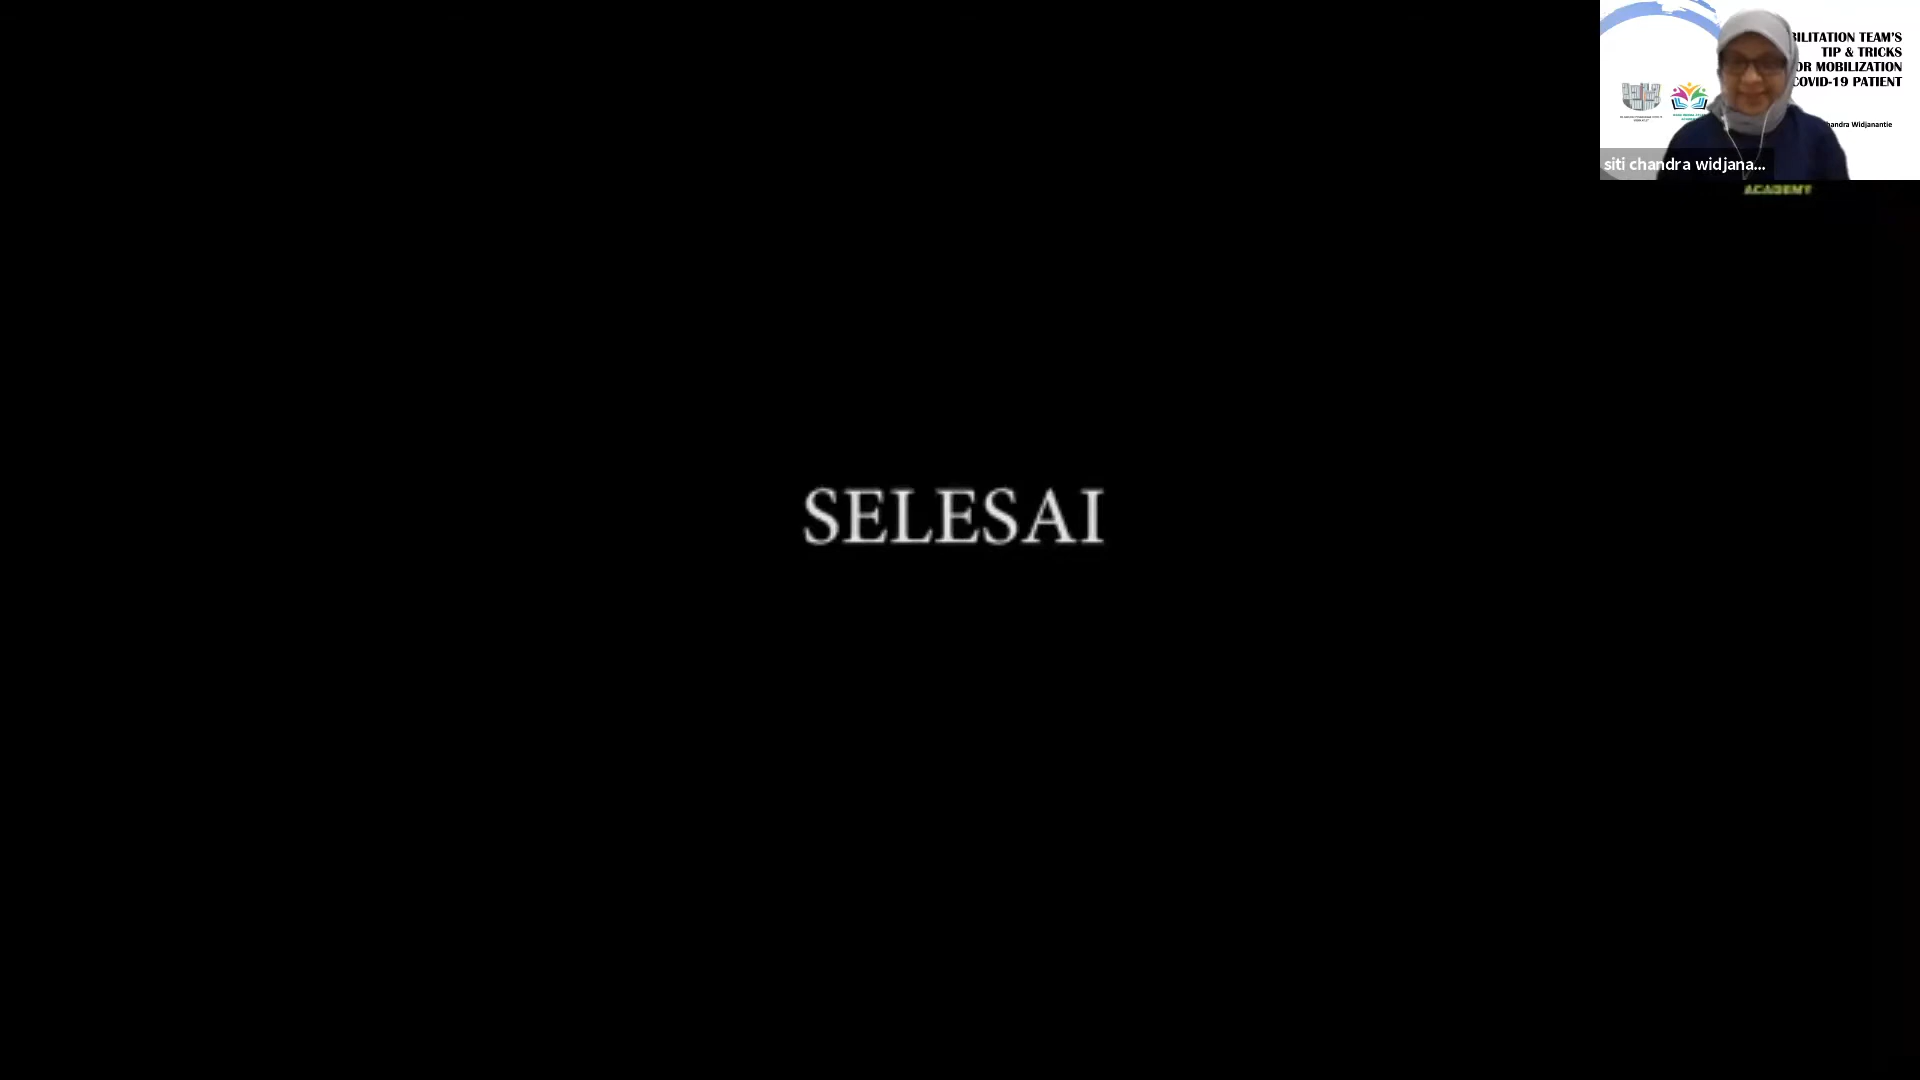 BILITATION TEAM'S
TIP & TRICKS
OR MOBILIZATION
COVID-19 PATIENT
handra Widjanantie
siti chandra widjana...
ACADEMY
SELESAI